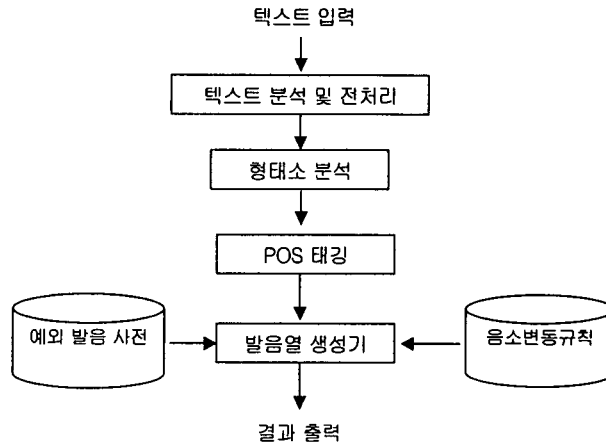 텍스트 입력
텍스트 분석 및 전처리
형태소 분석
POS 태깅
예외 발음 사전
발음열 생성기
음소변동규칙
결과 출력